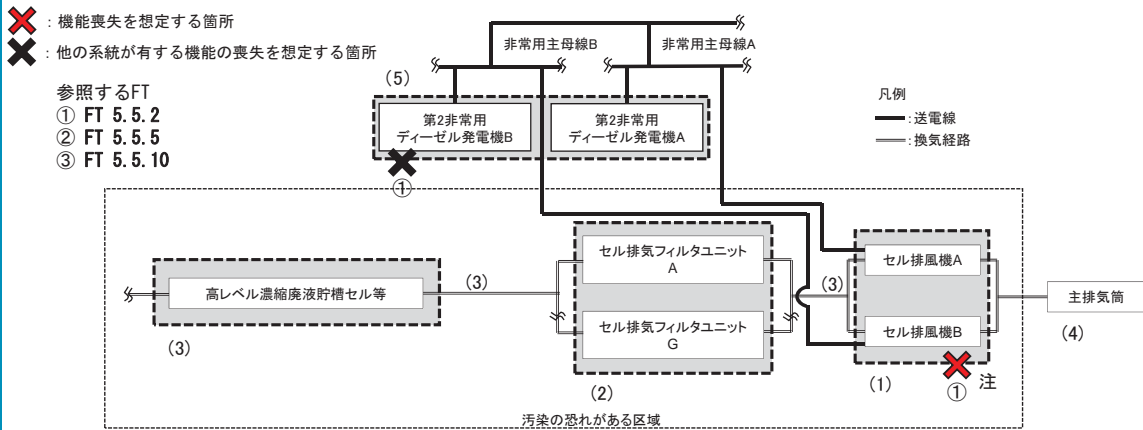 ：機能喪失を想定する箇所
：他の系統が有する機能の喪失を想定する箇所
参照するFT
① FT 5.5.2
② FT 5.5.5
③ FT 5.5.10
非常用主母線B
非常用主母線A
(5)
第2非常用
ディーゼル発電機B
第2非常用
ディーゼル発電機A
①
凡例
：送電線
：換気経路
高レベル濃縮廃液貯槽セル等
(3)
(3)
セル排気フィルタユニット
A
セル排気フィルタユニット
G
(2)
(3)
セル排風機A
セル排風機B
(1)
①
注
主排気筒
(4)
汚染の恐れがある区域